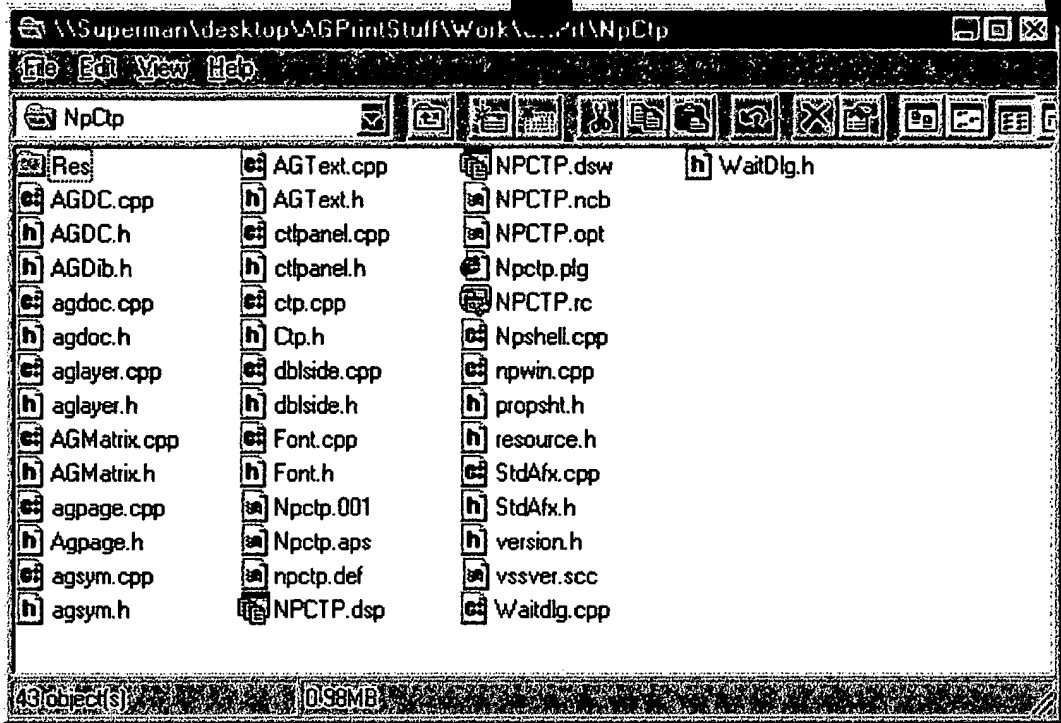 \\Superman\desktop\AGPrintStuff\Work\ \NpCtp
File Edit View Help
NpCtp
Res
AGDC.cpp
AGDC.h
AGDib.h
agdoc.cpp
agdoc.h
aglayer.cpp
aglayer.h
AGMatrix.cpp
AGMatrix.h
agpage.cpp
Agpage.h
agsym.cpp
agsym.h
AGText.cpp
AGText.h
ctlpanel.cpp
ctlpanel.h
ctp.cpp
Ctp.h
dblside.cpp
dblside.h
Font.cpp
Font.h
Npctp.001
Npctp.aps
npctp.def
NPCTP.dsp
NPCTP.dsw
NPCTP.ncb
NPCTP.opt
Npctp.plg
NPCTP.rc
Npshell.cpp
npwin.cpp
propsht.h
resource.h
StdAfx.cpp
StdAfx.h
version.h
vssver.scc
Waitdlg.cpp
WaitDlg.h
43 object(s)
0.98MB